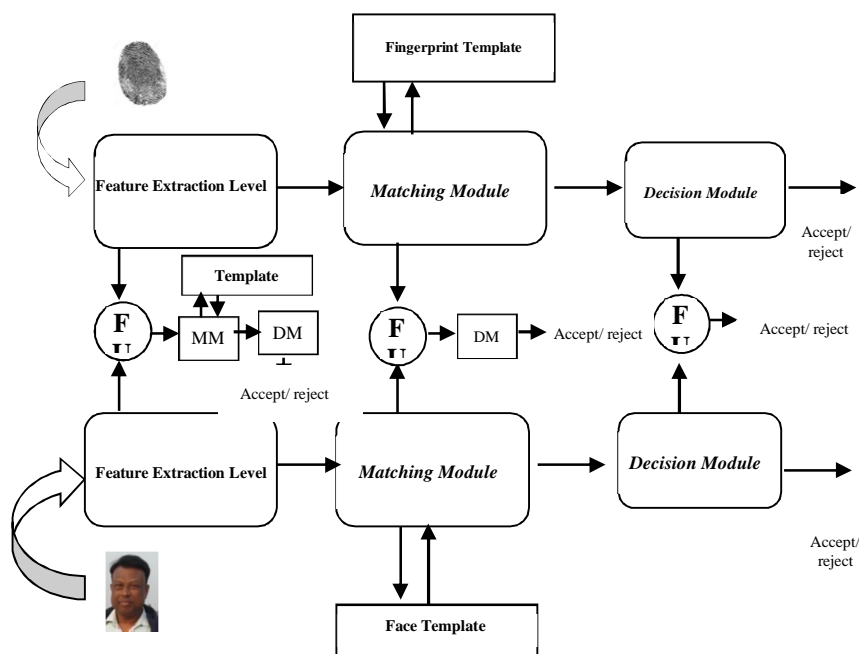 Fingerprint Template
Feature Extraction Level
Matching Module
Decision Module
Accept/
reject
Template
F
U
MM
DM
F
U
DM
Accept/ reject
F
U
Accept/ reject
Accept/ reject
Feature Extraction Level
Matching Module
Decision Module
Accept/
reject
Face Template